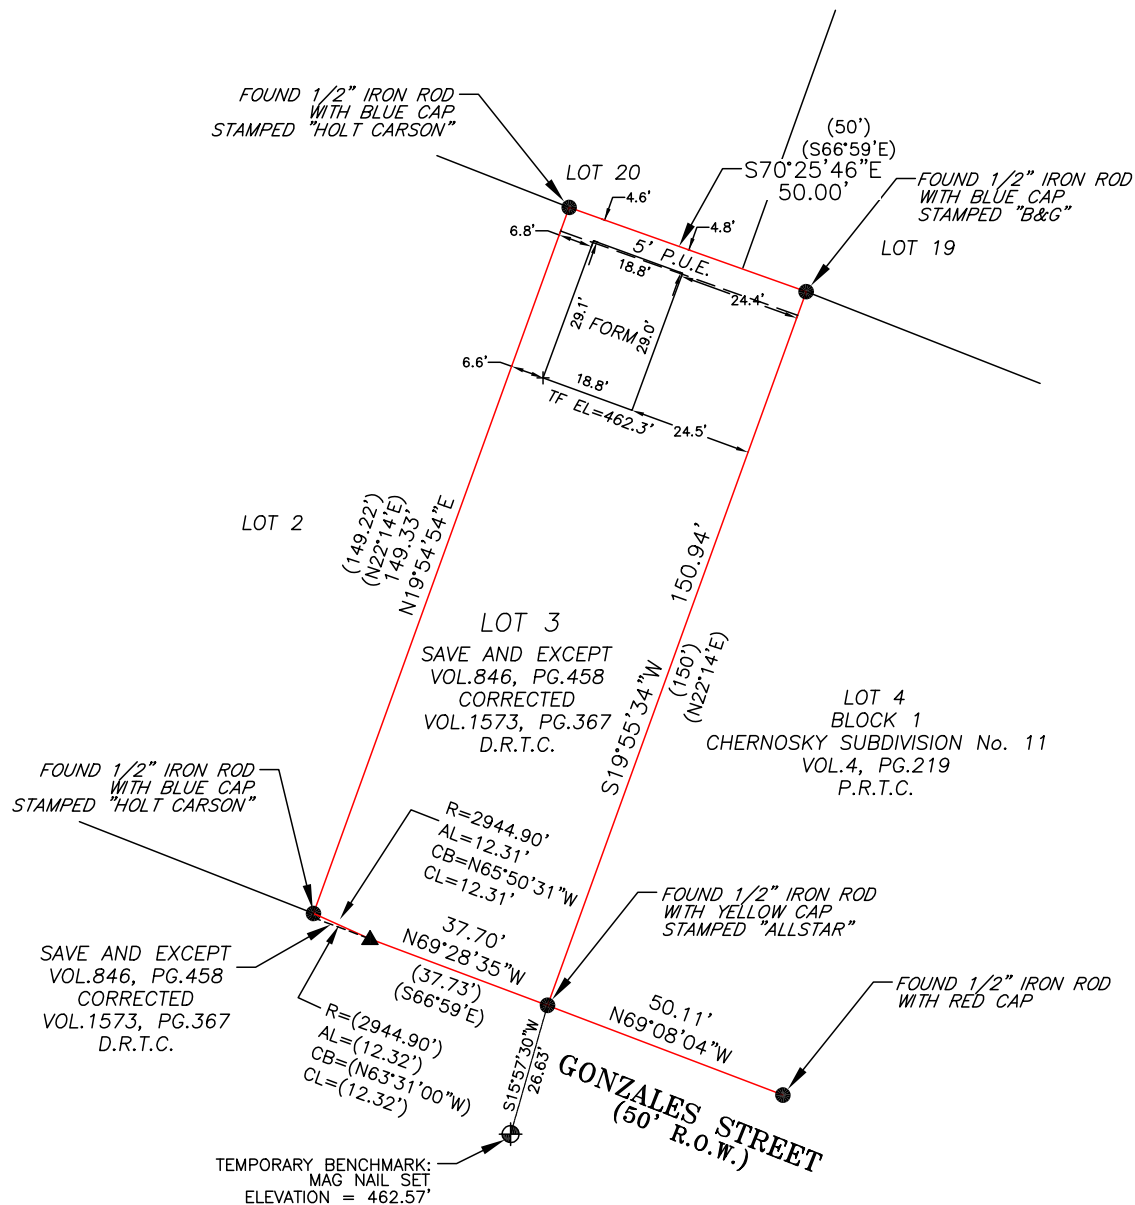 FOUND 1/2" IRON ROD
WITH BLUE CAP
STAMPED "HOLT CARSON"
LOT 20
(50')
(S66°59'E)
S70°25'46"E
50.00'
FOUND 1/2" IRON ROD
WITH BLUE CAP
STAMPED "B&G"
LOT 19
4.6'
4.8'
6.8'
5' P.U.E.
18.8'
24.4'
29.1'
FORM
29.0'
6.6'
18.8'
TF EL=462.3'
24.5'
LOT 2
(149.22')
(N22°14'E)
149.33'
N19°54'54"E
150.94'
S19°55'34"W
(150')
(N22°14'E)
LOT 3
SAVE AND EXCEPT
VOL.846, PG.458
CORRECTED
VOL.1573, PG.367
D.R.T.C.
LOT 4
BLOCK 1
CHERNOSKY SUBDIVISION No. 11
VOL.4, PG.219
P.R.T.C.
FOUND 1/2" IRON ROD
WITH BLUE CAP
STAMPED "HOLT CARSON"
R=2944.90'
AL=12.31'
CB=N65°50'31"W
CL=12.31'
FOUND 1/2" IRON ROD
WITH YELLOW CAP
STAMPED "ALLSTAR"
37.70'
N69°28'35"W
(37.73')
(S66°59'E)
SAVE AND EXCEPT
VOL.846, PG.458
CORRECTED
VOL.1573, PG.367
D.R.T.C.
R=(2944.90')
AL=(12.32')
CB=(N63°31'00"W)
CL=(12.32')
FOUND 1/2" IRON ROD
WITH RED CAP
50.11'
N69°08'04"W
S15°57'30"W
26.63'
GONZALES STREET
(50' R.O.W.)
TEMPORARY BENCHMARK:
MAG NAIL SET
ELEVATION = 462.57'